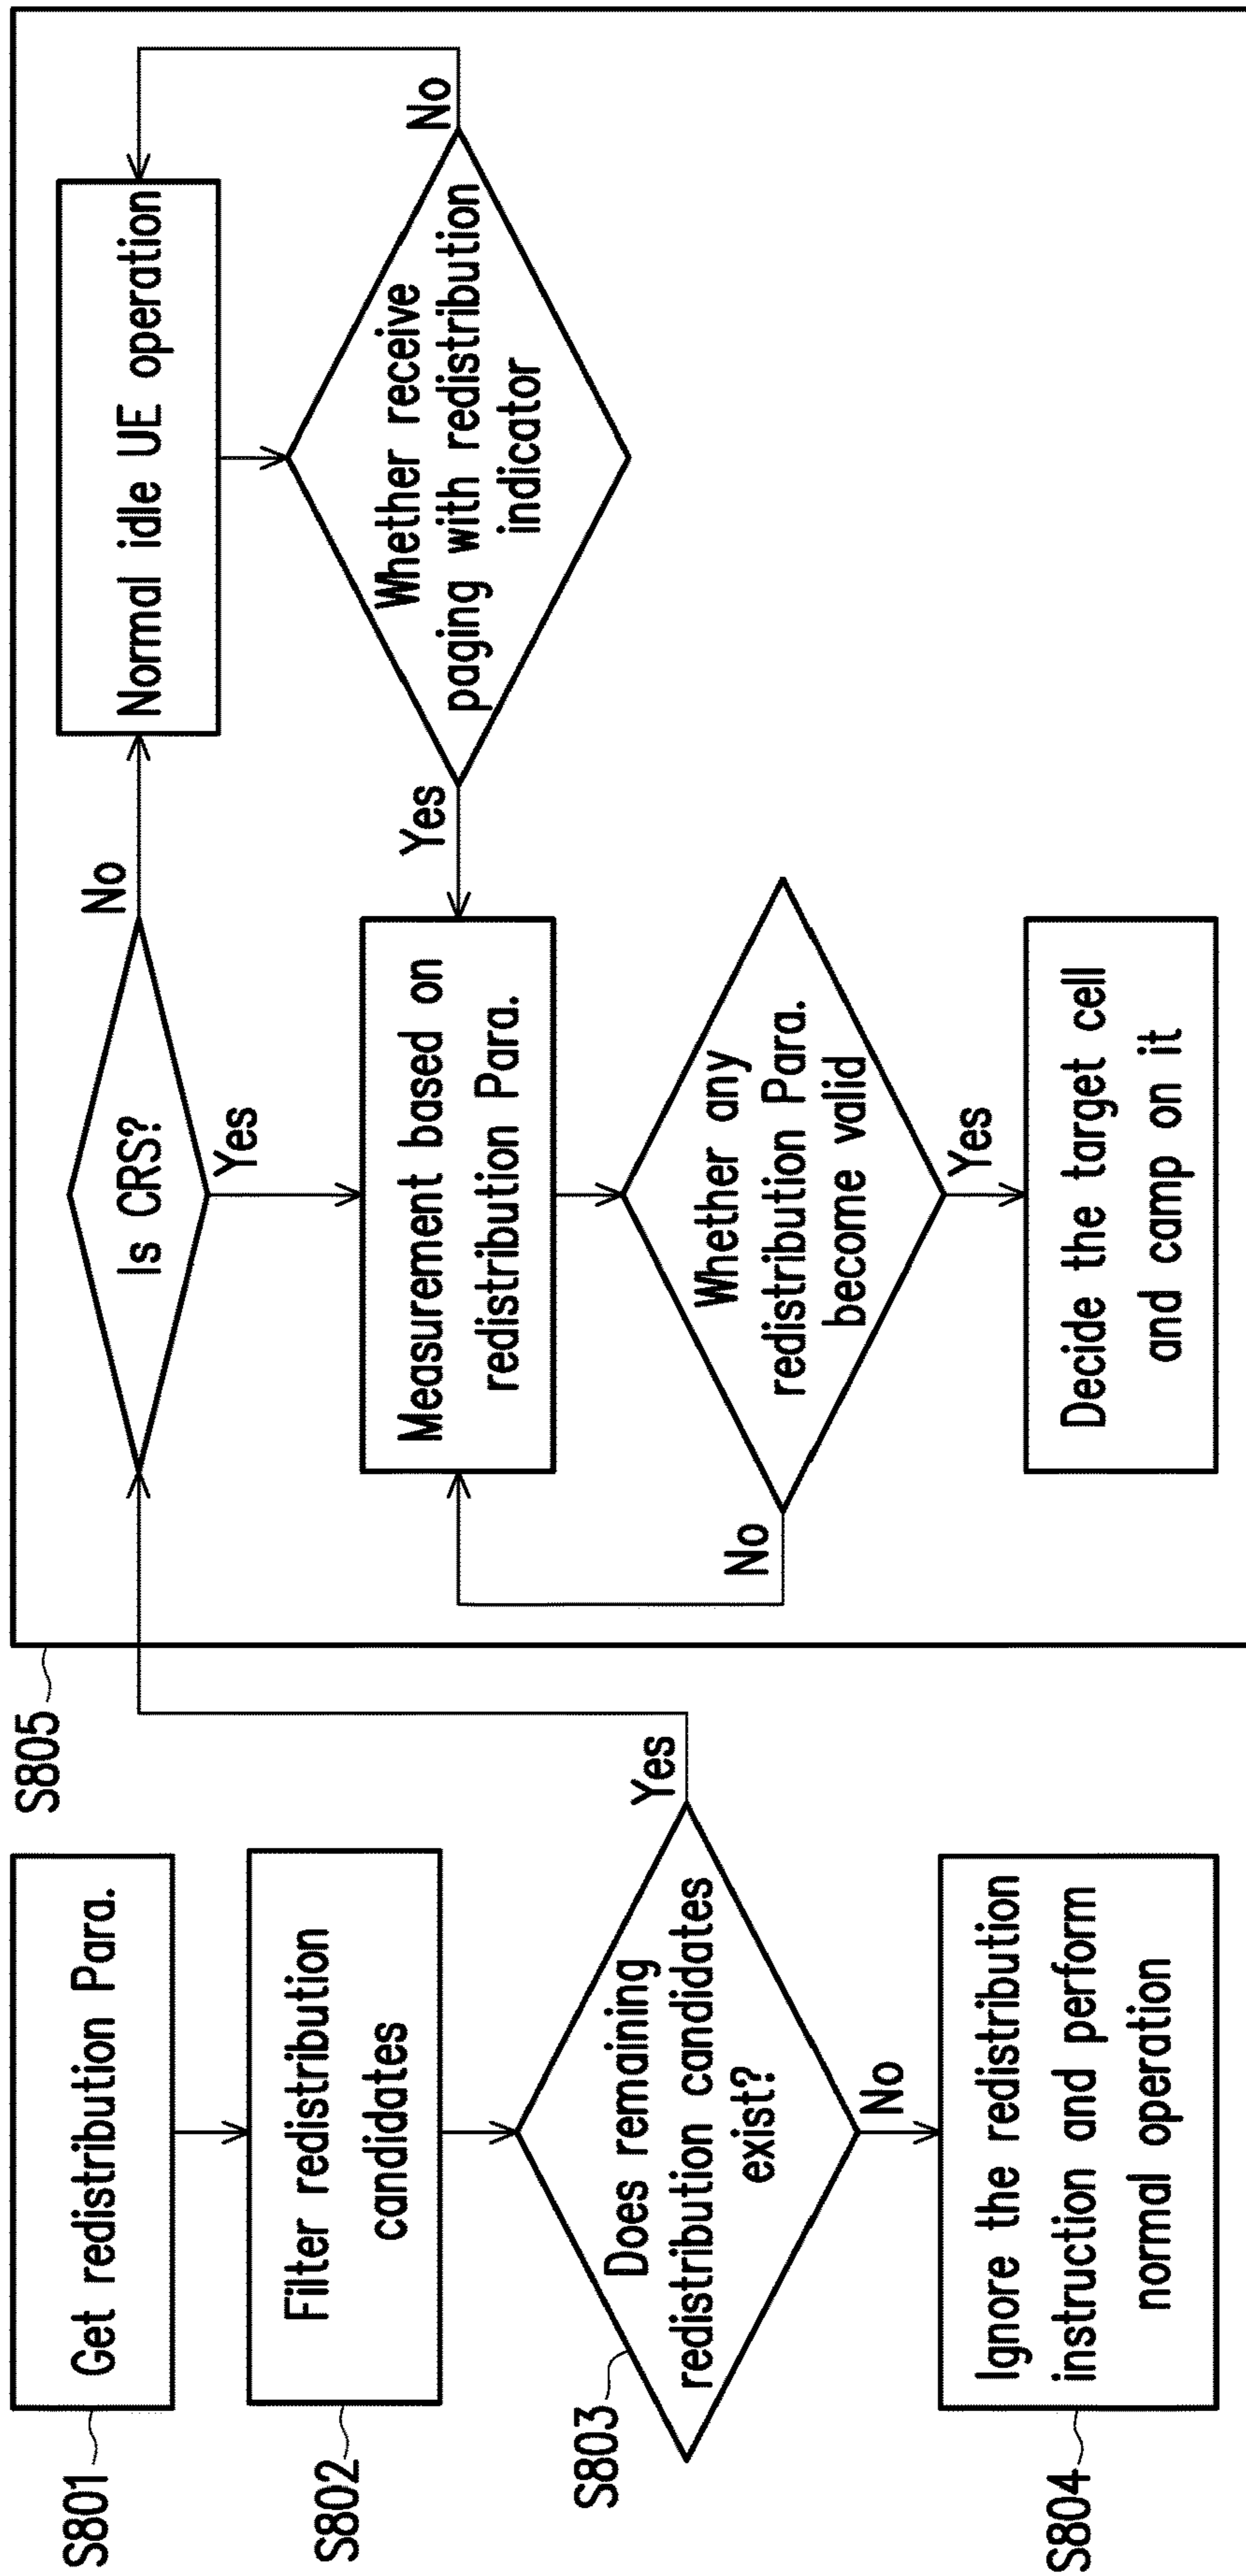 S801
Get redistribution Para.
S802
Filter redistribution
candidates
S803
Does remaining
redistribution candidates
exist?
Yes
No
S804
Ignore the redistribution
instruction and perform
normal operation
S805
Is CRS?
No
Yes
Normal idle UE operation
Whether receive
paging with redistribution
indicator
No
Yes
Measurement based on
redistribution Para.
Whether any
redistribution Para.
become valid
No
Yes
Decide the target cell
and camp on it